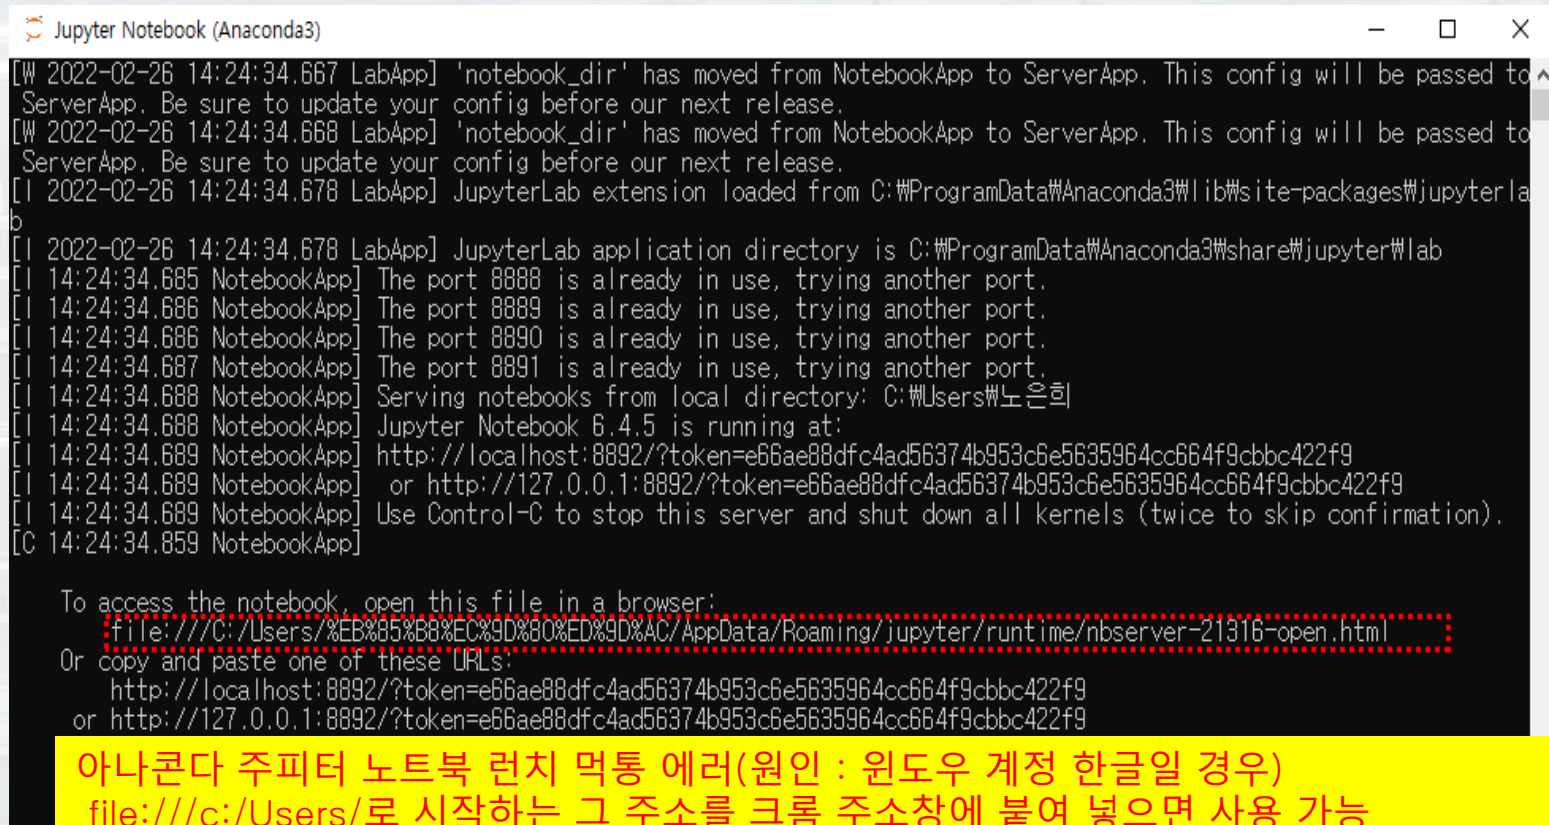 Jupyter Notebook (Anaconda3)
[W 2022-02-26 14:24:34.667 LabApp] 'notebook_dir' has moved from NotebookApp to ServerApp. This config will be passed to
ServerApp. Be sure to update your config before our next release.
[W 2022-02-26 14:24:34.668 LabApp] 'notebook_dir' has moved from NotebookApp to ServerApp. This config will be passed to
ServerApp. Be sure to update your config before our next release.
[I 2022-02-26 14:24:34.678 LabApp] JupyterLab extension loaded from C:₩ProgramData₩Anaconda3₩lib₩site-packages₩jupyterla
b
[I 2022-02-26 14:24:34.678 LabApp] JupyterLab application directory is C:₩ProgramData₩Anaconda3₩share₩jupyter₩lab
[I 14:24:34.685 NotebookApp] The port 8888 is already in use, trying another port.
[I 14:24:34.686 NotebookApp] The port 8889 is already in use, trying another port.
[I 14:24:34.686 NotebookApp] The port 8890 is already in use, trying another port.
[I 14:24:34.687 NotebookApp] The port 8891 is already in use, trying another port.
[I 14:24:34.688 NotebookApp] Serving notebooks from local directory: C:₩Users₩노은희
[I 14:24:34.688 NotebookApp] Jupyter Notebook 6.4.5 is running at:
[I 14:24:34.689 NotebookApp] http://localhost:8892/?token=e66ae88dfc4ad56374b953c6e5635964cc664f9cbbc422f9
[I 14:24:34.689 NotebookApp]  or http://127.0.0.1:8892/?token=e66ae88dfc4ad56374b953c6e5635964cc664f9cbbc422f9
[I 14:24:34.689 NotebookApp] Use Control-C to stop this server and shut down all kernels (twice to skip confirmation).
[C 14:24:34.859 NotebookApp]
To access the notebook, open this file in a browser:
file:///C:/Users/%EB%85%B8%EC%9D%80%ED%9D%AC/AppData/Roaming/jupyter/runtime/nbserver-21316-open.html
Or copy and paste one of these URLs:
http://localhost:8892/?token=e66ae88dfc4ad56374b953c6e5635964cc664f9cbbc422f9
or http://127.0.0.1:8892/?token=e66ae88dfc4ad56374b953c6e5635964cc664f9cbbc422f9
아나콘다 주피터 노트북 런치 먹통 에러(원인 : 윈도우 계정 한글일 경우)
file:///c:/Users/로 시작하는 그 주소를 크롬 주소창에 붙여 넣으면 사용 가능